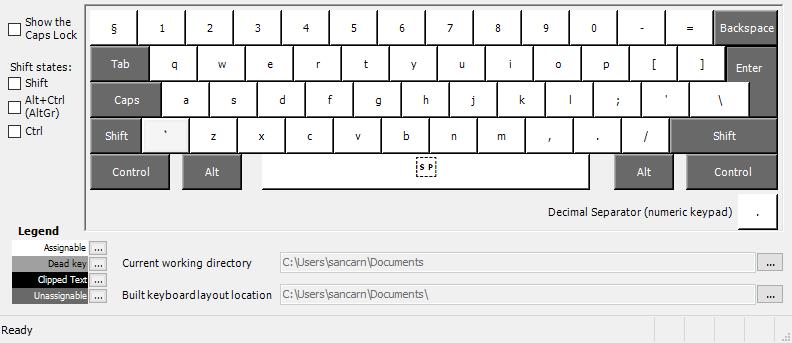 Show the
Caps Lock
Shift states:
Shift
Alt+Ctrl
(AltGr)
Ctrl
§ 1 2 3 4 5 6 7 8 9 0 - = Backspace
Tab q w e r t y u i o p [ ] Enter
Caps a s d f g h j k l ; ' \
Shift ` z x c v b n m , . / Shift
Control Alt SP Alt Control
Decimal Separator (numeric keypad) .
Legend
Assignable ...
Dead key ...
Clipped Text ...
Unassignable ...
Current working directory C:\Users\sancarn\Documents ...
Built keyboard layout location C:\Users\sancarn\Documents\ ...
Ready